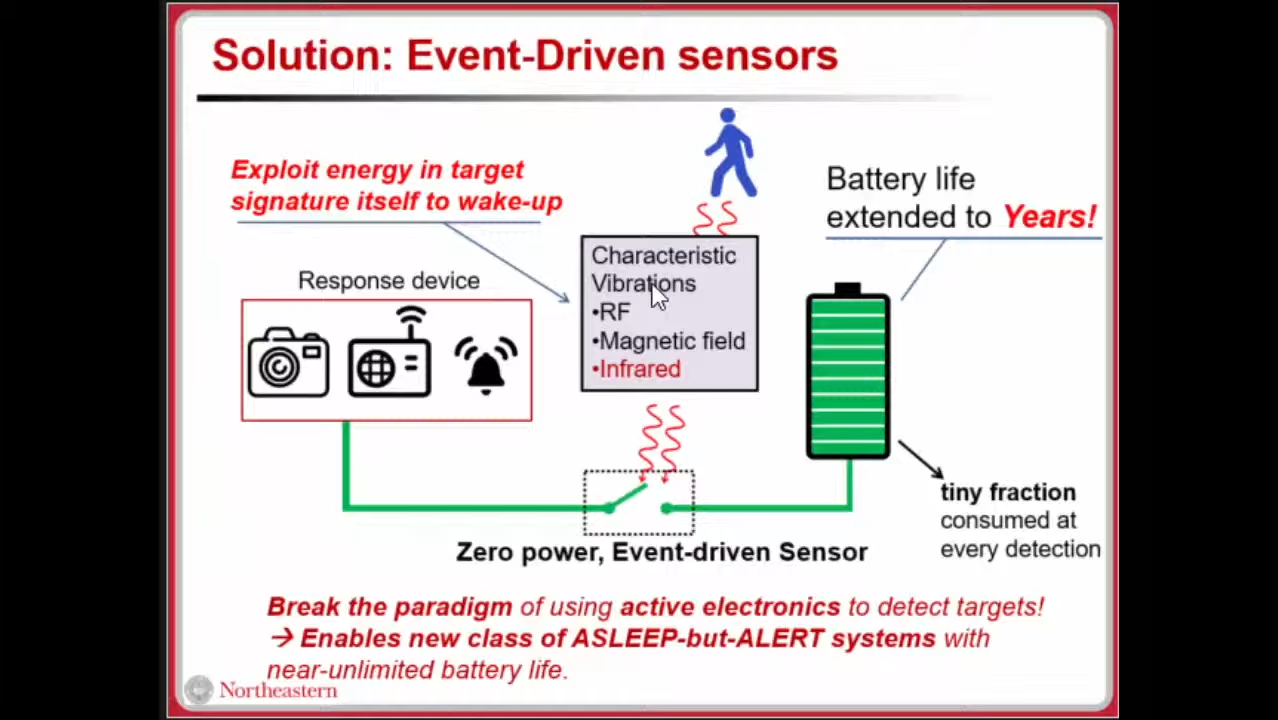 Solution: Event-Driven sensors
Exploit energy in target
signature itself to wake-up
Battery life
extended to Years!
Response device
Characteristic
Vibrations
•RF
•Magnetic field
•Infrared
tiny fraction
consumed at
every detection
Zero power, Event-driven Sensor
Break the paradigm of using active electronics to detect targets!
→ Enables new class of ASLEEP-but-ALERT systems with
near-unlimited battery life.
Northeastern